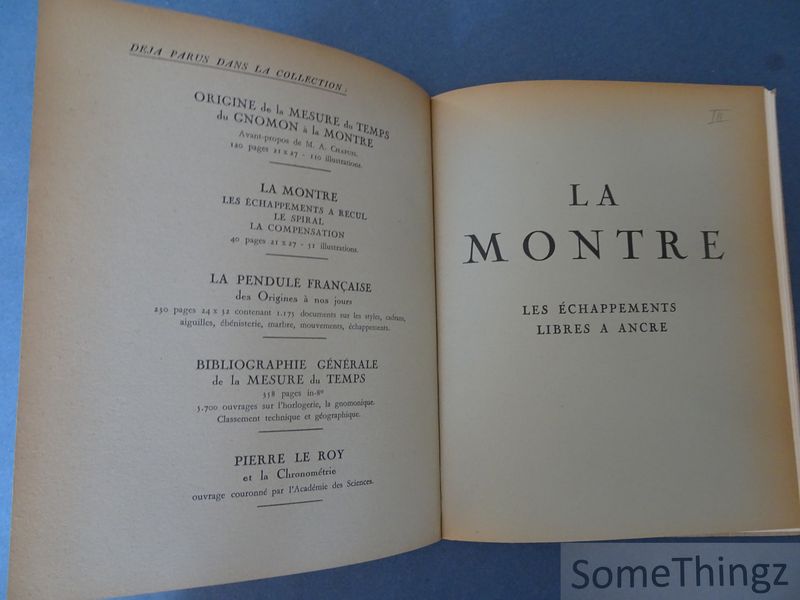 DEJA PARUS DANS LA COLLECTION :
ORIGINE de la MESURE du TEMPS
du GNOMON à la MONTRE
Avant-propos de M. A. CHAPUIS.
120 pages 21 x 27 - 110 illustrations.
LA MONTRE
LES ÉCHAPPEMENTS A RECUL
LE SPIRAL
LA COMPENSATION
40 pages 21 x 27 - 51 illustrations.
LA PENDULE FRANÇAISE
des Origines à nos jours
230 pages 24 x 32 contenant 1.175 documents sur les styles, cadrans,
aiguilles, ébénisterie, marbre, mouvements, échappements.
BIBLIOGRAPHIE GÉNÉRALE
de la MESURE du TEMPS
358 pages in-8º
5.700 ouvrages sur l'horlogerie, la gnomonique.
Classement technique et géographique.
PIERRE LE ROY
et la Chronométrie
ouvrage couronné par l'Académie des Sciences.
LA
MONTRE
LES ÉCHAPPEMENTS
LIBRES A ANCRE
SomeThingz